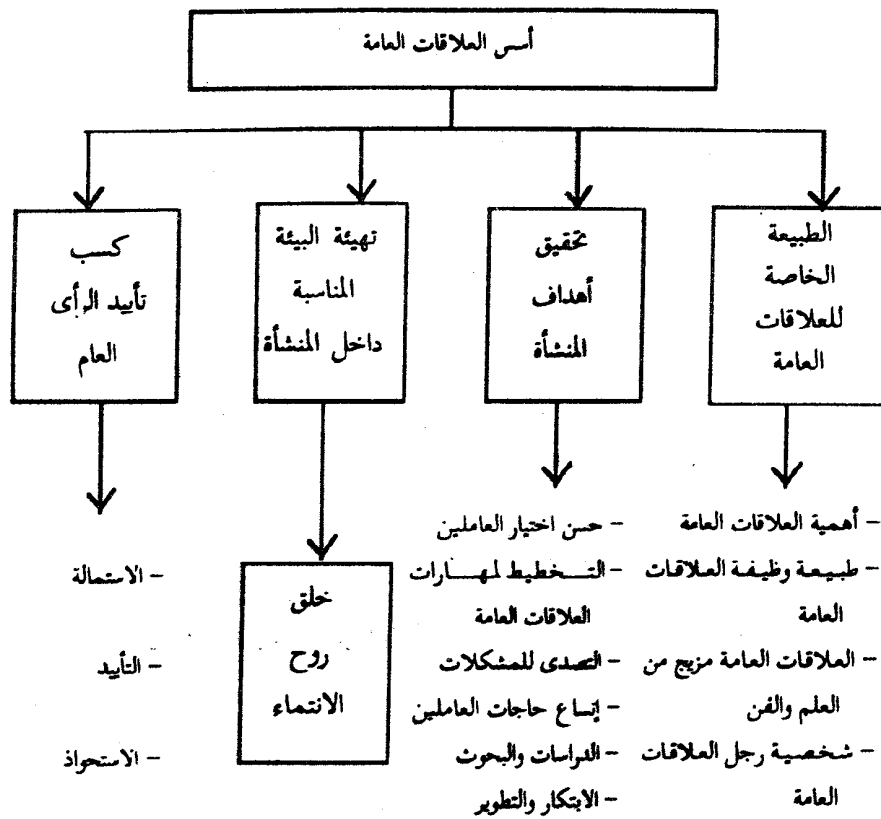 أسس العلاقات العامة
الطبيعة
الخاصة
للعلاقات
العامة
تحقيق
أهداف
المنشأة
تهيئة البيئة
المناسبة
داخل المنشأة
كسب
تأييد الرأى
العام
– أهمية العلاقات العامة
– طبيعة وظيفة العلاقات
العامة
– العلاقات العامة مزيج من
العلم والفن
– شخصية رجل العلاقات
العامة
– حسن اختيار العاملين
– التخطيط لمهارات
العلاقات العامة
– التصدى للمشكلات
– إتساع حاجات العاملين
– الدراسات والبحوث
– الابتكار والتطوير
خلق
روح
الانتماء
– الاستمالة
– التأييد
– الاستحواذ